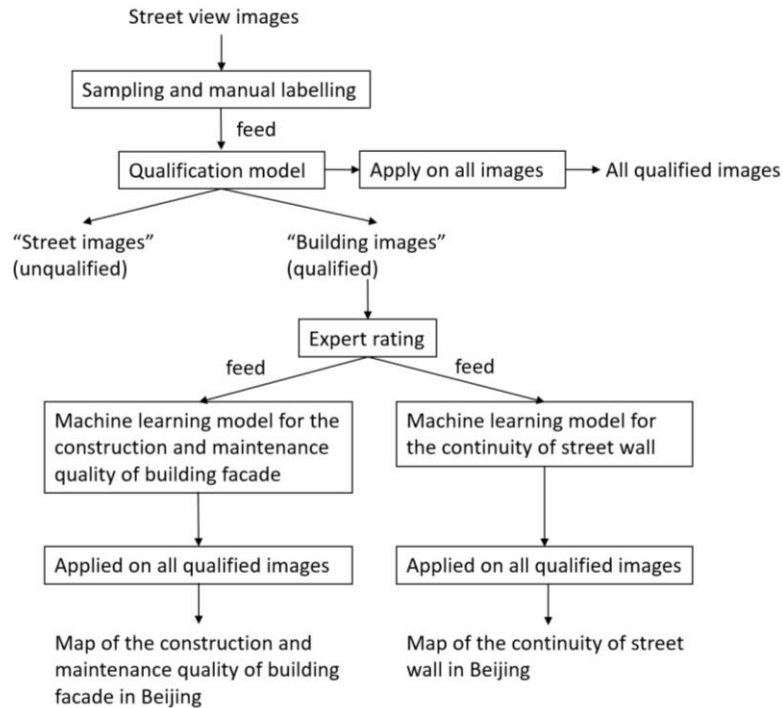 Street view images
Sampling and manual labelling
feed
Qualification model
Apply on all images
All qualified images
“Street images”
(unqualified)
“Building images”
(qualified)
Expert rating
feed
feed
Machine learning model for the
construction and maintenance
quality of building facade
Machine learning model for
the continuity of street wall
Applied on all qualified images
Applied on all qualified images
Map of the construction and
maintenance quality of building
facade in Beijing
Map of the continuity of street
wall in Beijing